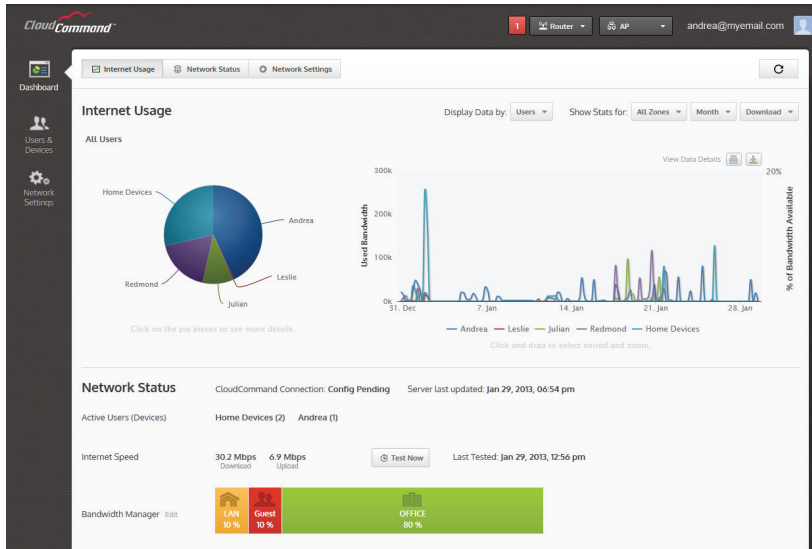 CloudCommand
1 Router AP andrea@myemail.com
Dashboard
Users &
Devices
Network
Settings
Internet Usage Network Status Network Settings
Internet Usage
Display Data by: Users Show Stats for: All Zones Month Download
All Users
View Data Details
Home Devices
Andrea
Leslie
Julian
Redmond
Click on the pie pieces to see more details.
300k
200k
100k
0k
Used Bandwidth
20%
% of Bandwidth Available
31. Dec 7. Jan 14. Jan 21. Jan 28. Jan
Andrea Leslie Julian Redmond Home Devices
Click and drag to select period and zoom.
Network Status CloudCommand Connection: Config Pending Server last updated: Jan 29, 2013, 06:54 pm
Active Users (Devices) Home Devices (2) Andrea (1)
Internet Speed 30.2 Mbps 6.9 Mbps Test Now Last Tested: Jan 29, 2013, 12:56 pm
Download Upload
Bandwidth Manager Edit
LAN
10 %
Guest
10 %
OFFICE
80 %